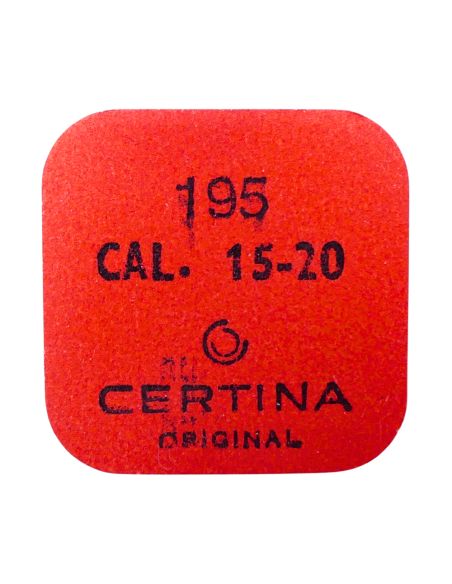 195
CAL. 15-20
CERTINA
ORIGINAL